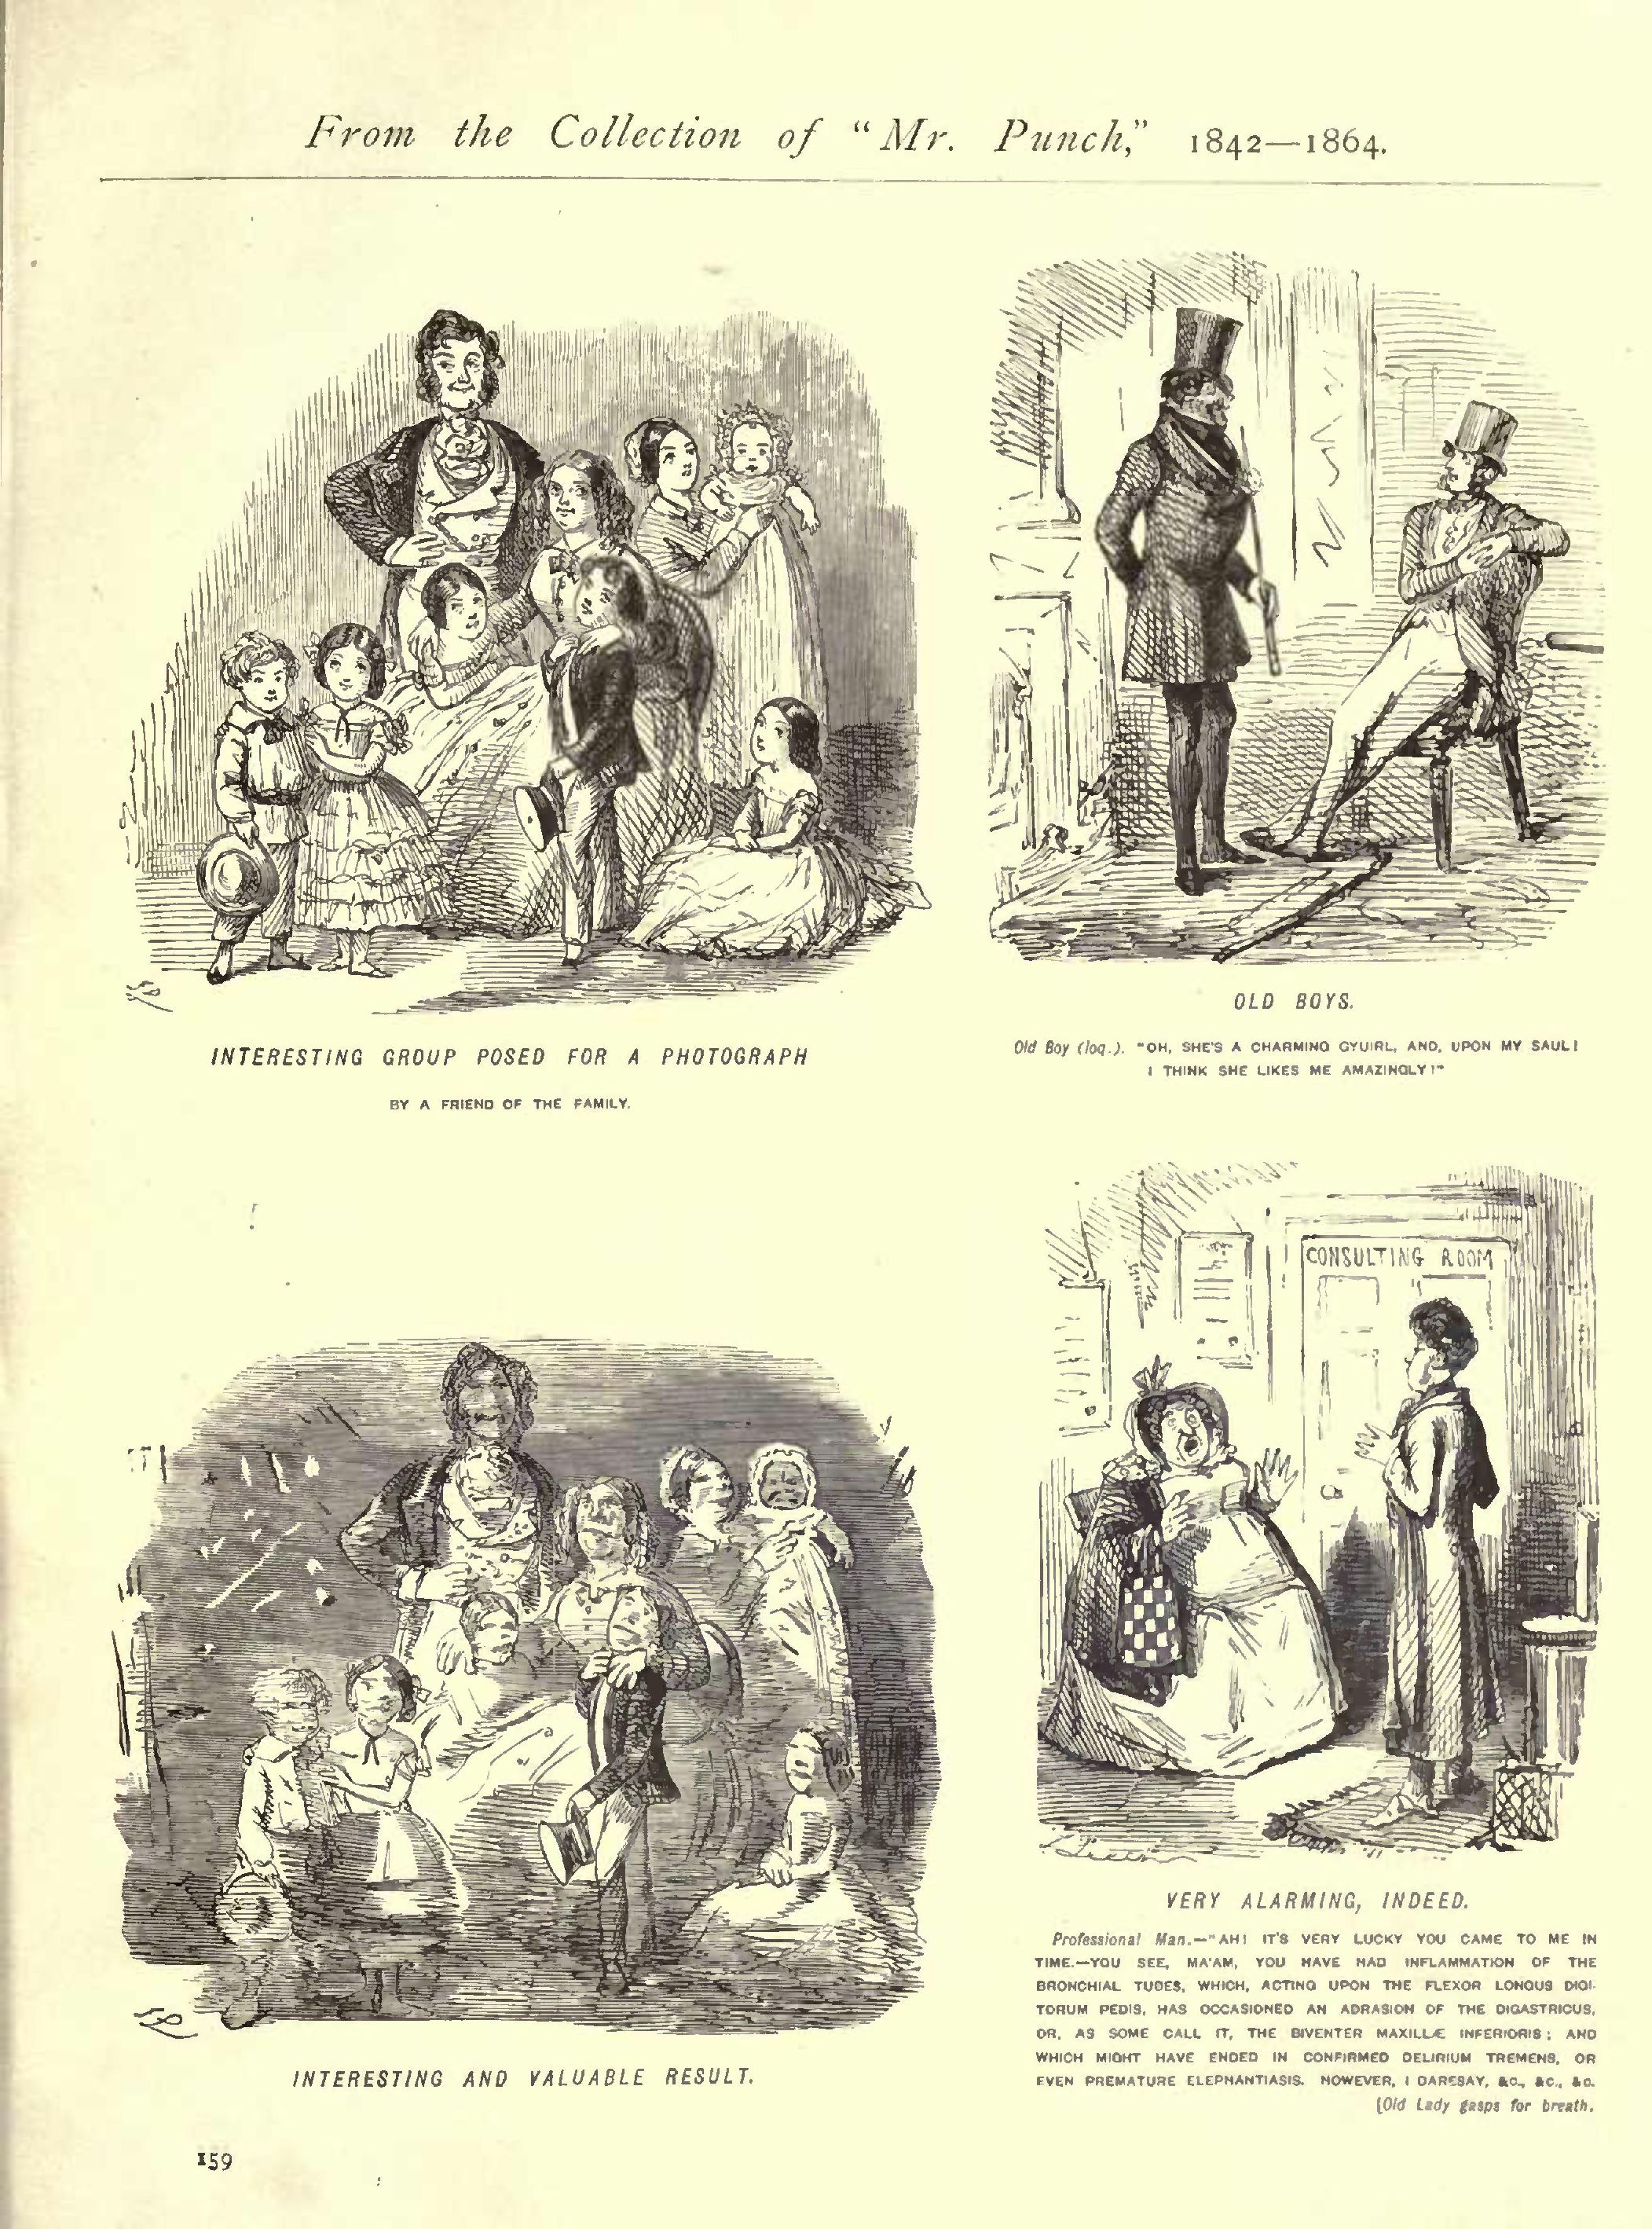 From the Collection of "Mr. Punch," 1842—1864.
INTERESTING GROUP POSED FOR A PHOTOGRAPH
BY A FRIEND OF THE FAMILY.
OLD BOYS.
Old Boy (loq.). "OH, SHE'S A CHARMING GYUIRL, AND, UPON MY SAUL!
I THINK SHE LIKES ME AMAZINGLY!"
INTERESTING AND VALUABLE RESULT.
CONSULTING ROOM
VERY ALARMING, INDEED.
Professional Man.—"AH! IT'S VERY LUCKY YOU CAME TO ME IN
TIME.—YOU SEE, MA'AM, YOU HAVE HAD INFLAMMATION OF THE
BRONCHIAL TUBES, WHICH, ACTING UPON THE FLEXOR LONGUS DIGI-
TORUM PEDIS, HAS OCCASIONED AN ABRASION OF THE DIGASTRICUS,
OR, AS SOME CALL IT, THE BIVENTER MAXILLÆ INFERIORIS; AND
WHICH MIGHT HAVE ENDED IN CONFIRMED DELIRIUM TREMENS, OR
EVEN PREMATURE ELEPHANTIASIS. HOWEVER, I DARESAY, &C., &C., &C.
[Old Lady gasps for breath.
159